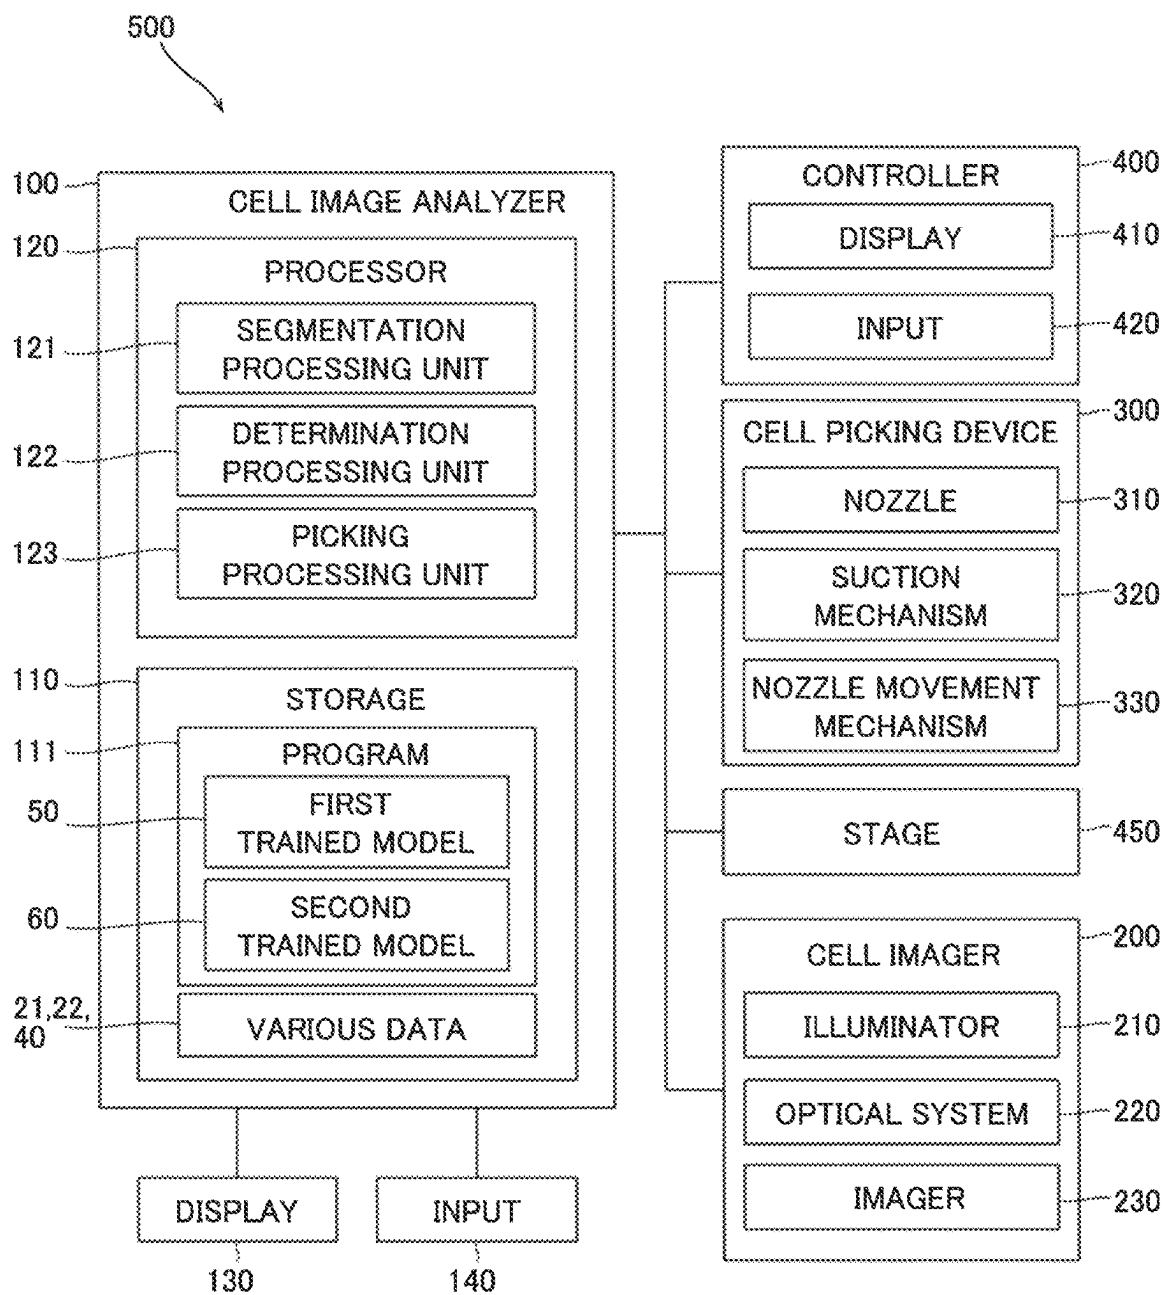 500
100
CELL IMAGE ANALYZER
120
PROCESSOR
121
SEGMENTATION
PROCESSING UNIT
122
DETERMINATION
PROCESSING UNIT
123
PICKING
PROCESSING UNIT
110
STORAGE
111
PROGRAM
50
FIRST
TRAINED MODEL
60
SECOND
TRAINED MODEL
21,22,
40
VARIOUS DATA
DISPLAY
130
INPUT
140
CONTROLLER
400
DISPLAY
410
INPUT
420
300
CELL PICKING DEVICE
NOZZLE
310
SUCTION
MECHANISM
320
NOZZLE MOVEMENT
MECHANISM
330
STAGE
450
200
CELL IMAGER
ILLUMINATOR
210
OPTICAL SYSTEM
220
IMAGER
230